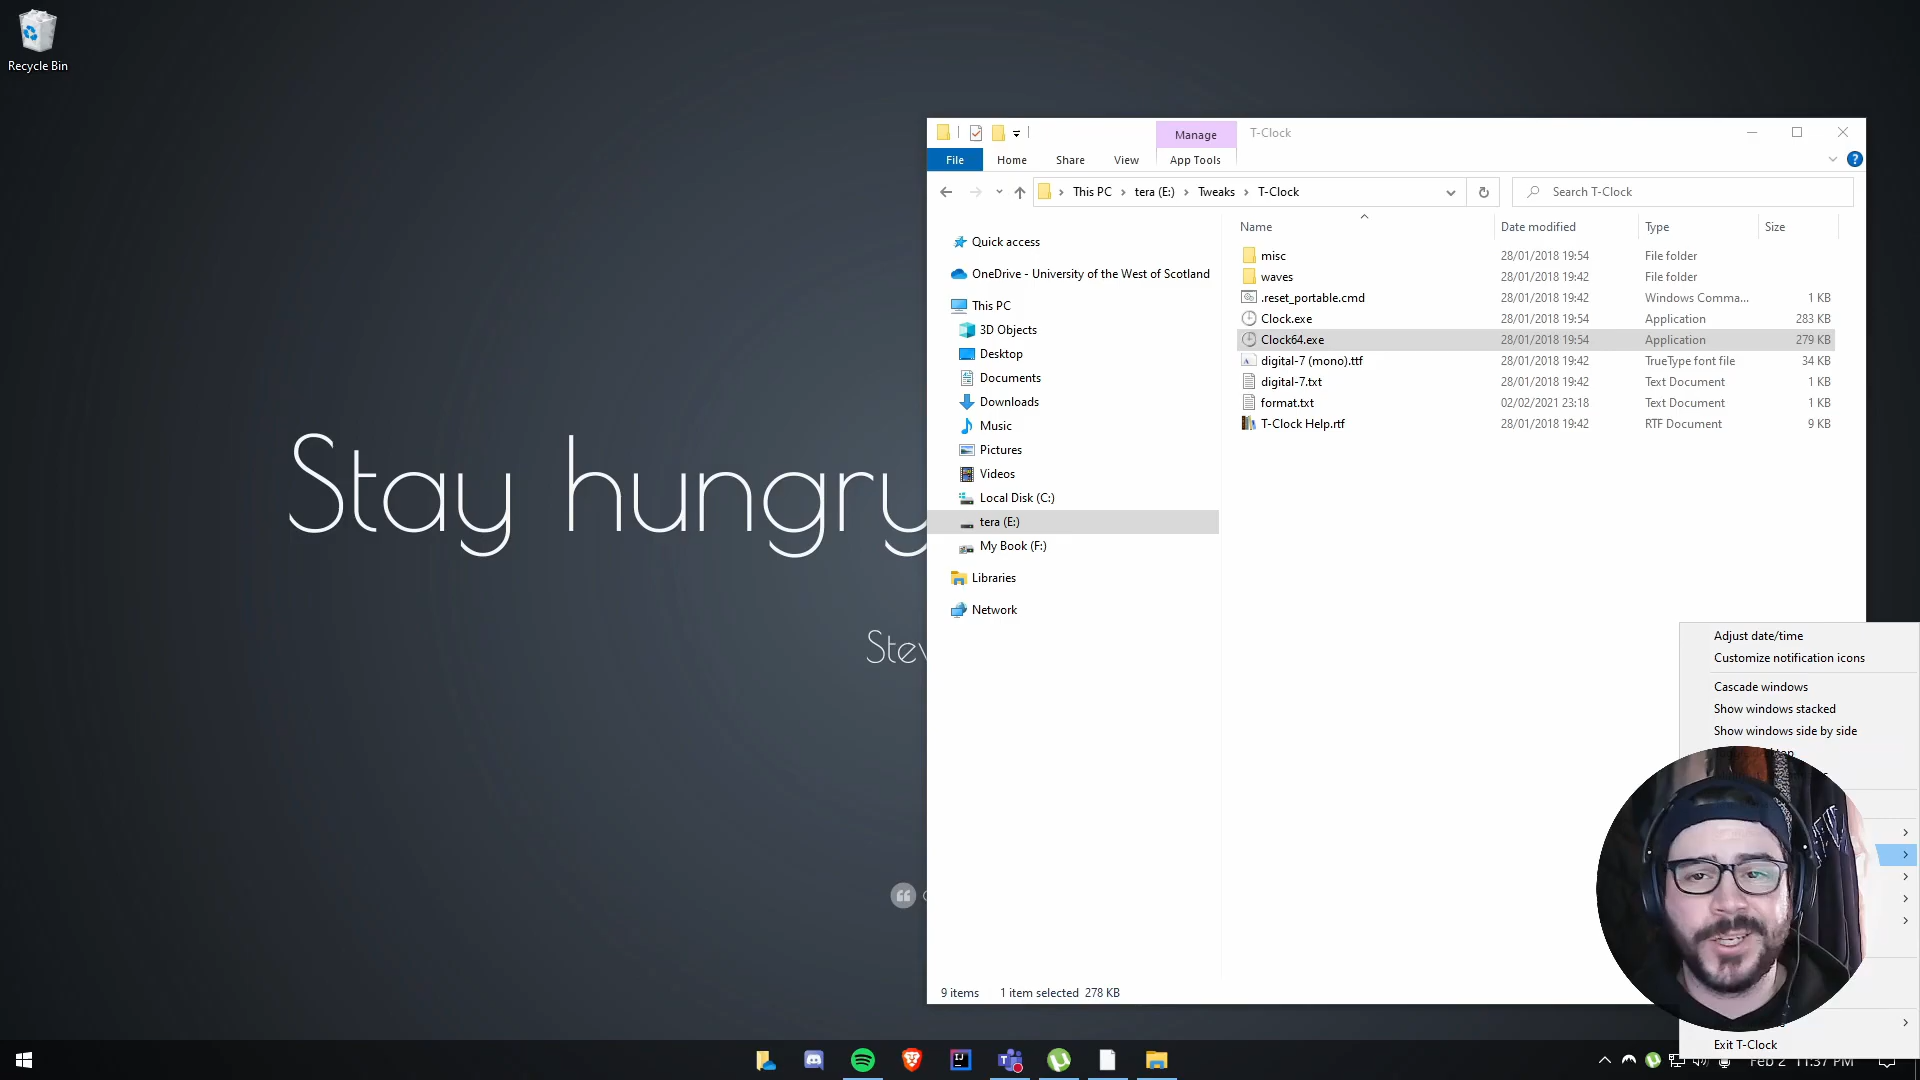 Recycle Bin
Stay hungry
Manage
T-Clock
File
Home
Share
View
App Tools
This PC
tera (E:)
Tweaks
T-Clock
Search T-Clock
Name
Date modified
Type
Size
misc
28/01/2018 19:54
File folder
waves
28/01/2018 19:42
File folder
.reset_portable.cmd
28/01/2018 19:42
Windows Comma...
1 KB
Clock.exe
28/01/2018 19:54
Application
283 KB
Clock64.exe
28/01/2018 19:54
Application
279 KB
digital-7 (mono).ttf
28/01/2018 19:42
TrueType font file
34 KB
digital-7.txt
28/01/2018 19:42
Text Document
1 KB
format.txt
02/02/2021 23:18
Text Document
1 KB
T-Clock Help.rtf
28/01/2018 19:42
RTF Document
9 KB
Quick access
OneDrive - University of the West of Scotland
This PC
3D Objects
Desktop
Documents
Downloads
Music
Pictures
Videos
Local Disk (C:)
tera (E:)
My Book (F:)
Libraries
Network
9 items
1 item selected 278 KB
Adjust date/time
Customize notification icons
Cascade windows
Show windows stacked
Show windows side by side
Exit T-Clock
Feb 2 11:37 PM